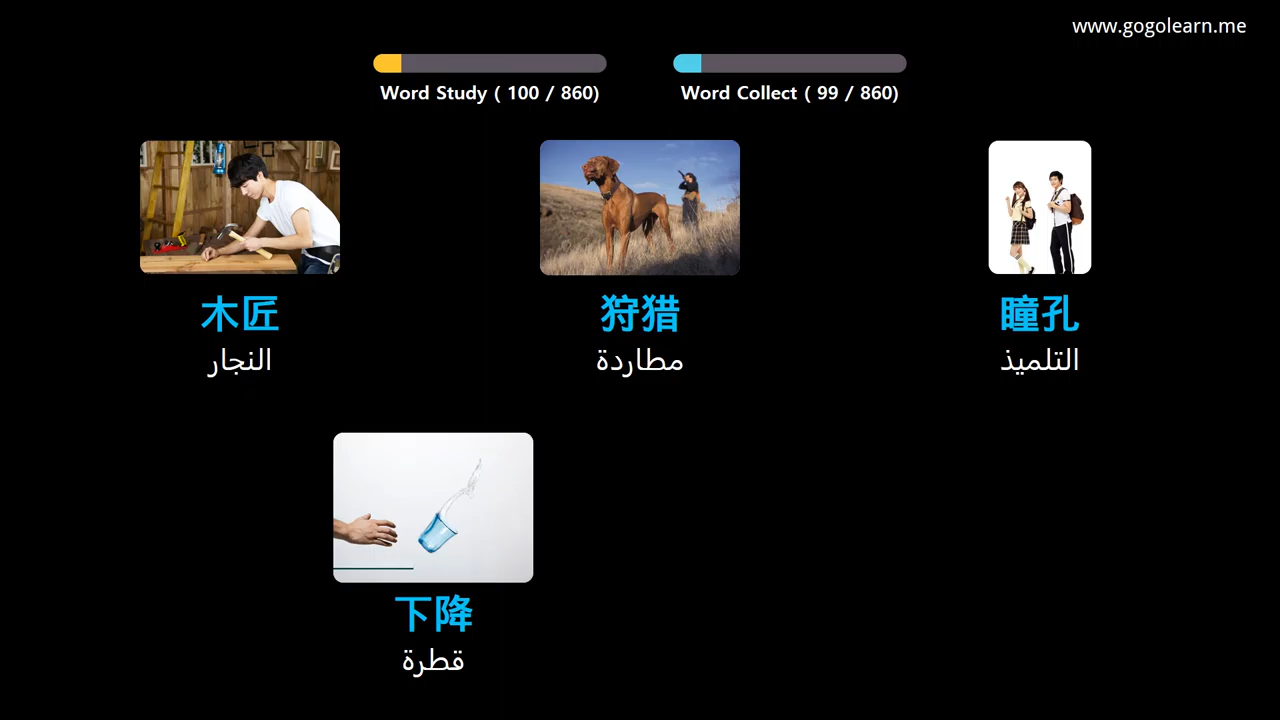 www.gogolearn.me
Word Study ( 100 / 860)
Word Collect ( 99 / 860)
木匠
النجار
狩猎
مطاردة
瞳孔
التلميذ
下降
قطرة